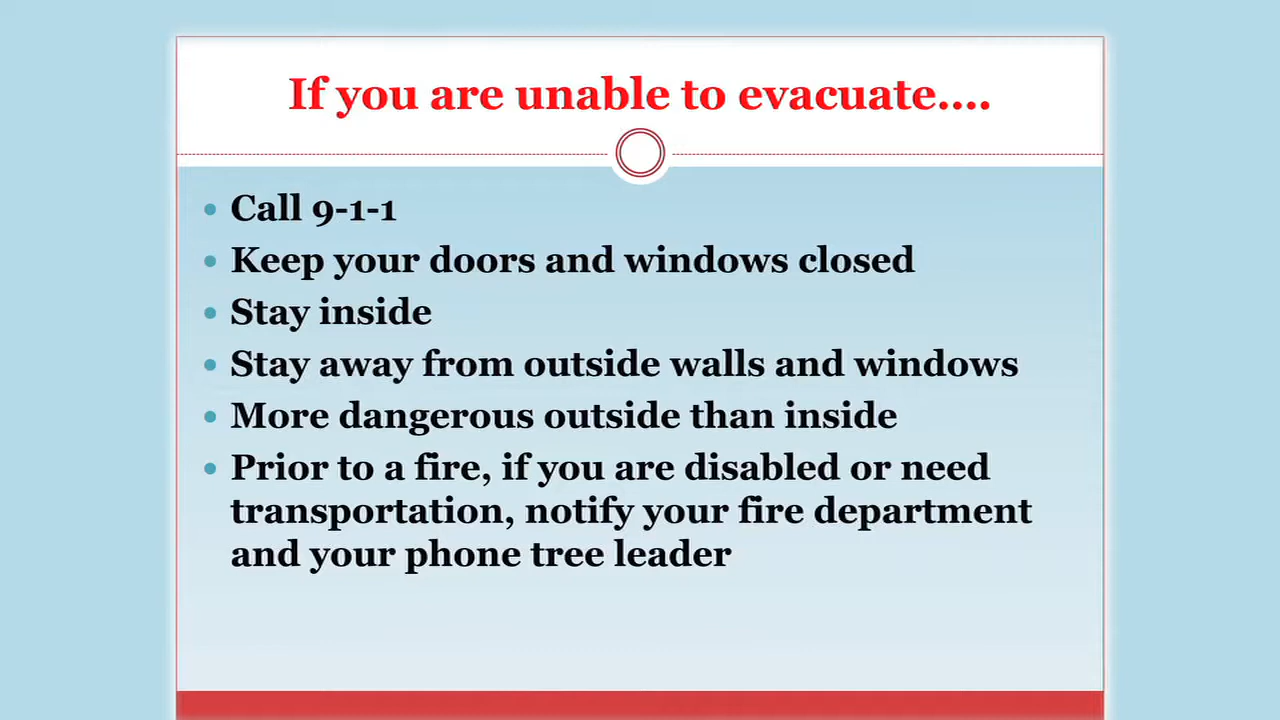 If you are unable to evacuate....
• Call 9-1-1
• Keep your doors and windows closed
• Stay inside
• Stay away from outside walls and windows
• More dangerous outside than inside
• Prior to a fire, if you are disabled or need
transportation, notify your fire department
and your phone tree leader